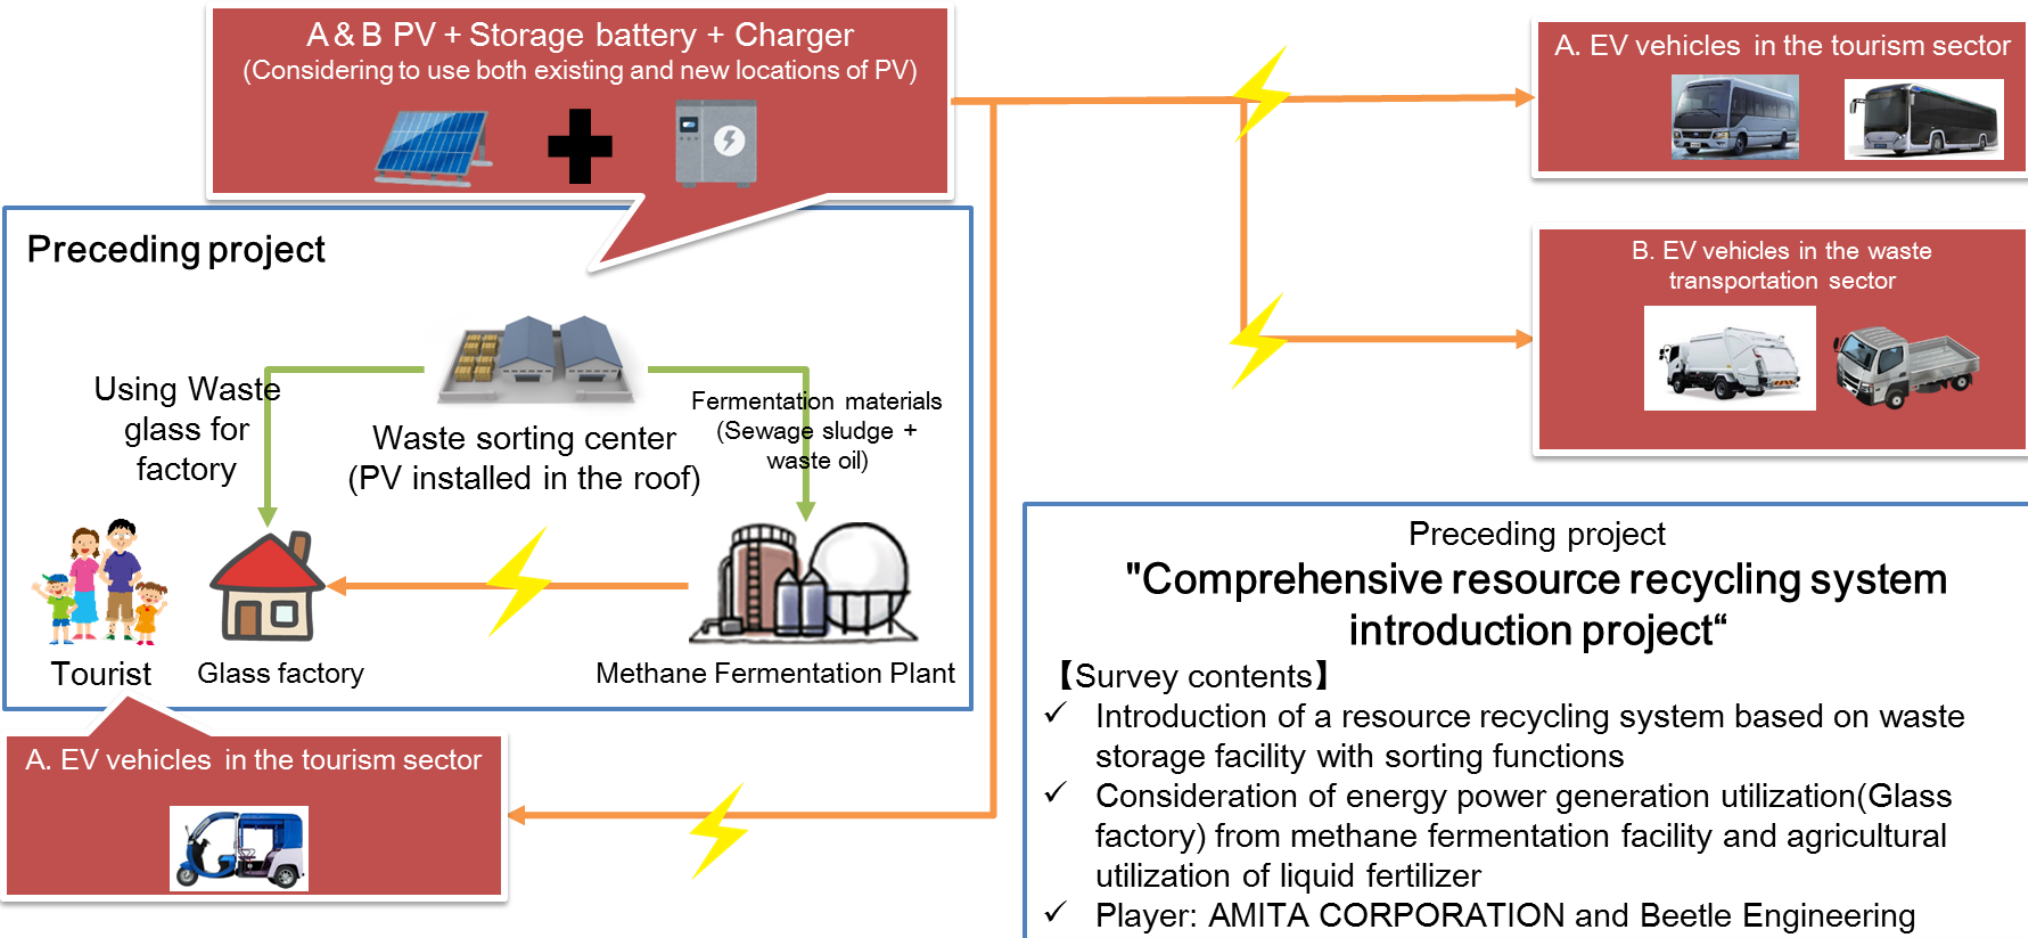 A & B PV + Storage battery + Charger
(Considering to use both existing and new locations of PV)
A. EV vehicles in the tourism sector
B. EV vehicles in the waste
transportation sector
Preceding project
Using Waste
glass for
factory
Waste sorting center
(PV installed in the roof)
Fermentation materials
(Sewage sludge +
waste oil)
Tourist
Glass factory
Methane Fermentation Plant
A. EV vehicles in the tourism sector
Preceding project
"Comprehensive resource recycling system
introduction project“
【Survey contents】
✓ Introduction of a resource recycling system based on waste
storage facility with sorting functions
✓ Consideration of energy power generation utilization(Glass
factory) from methane fermentation facility and agricultural
utilization of liquid fertilizer
✓ Player: AMITA CORPORATION and Beetle Engineering